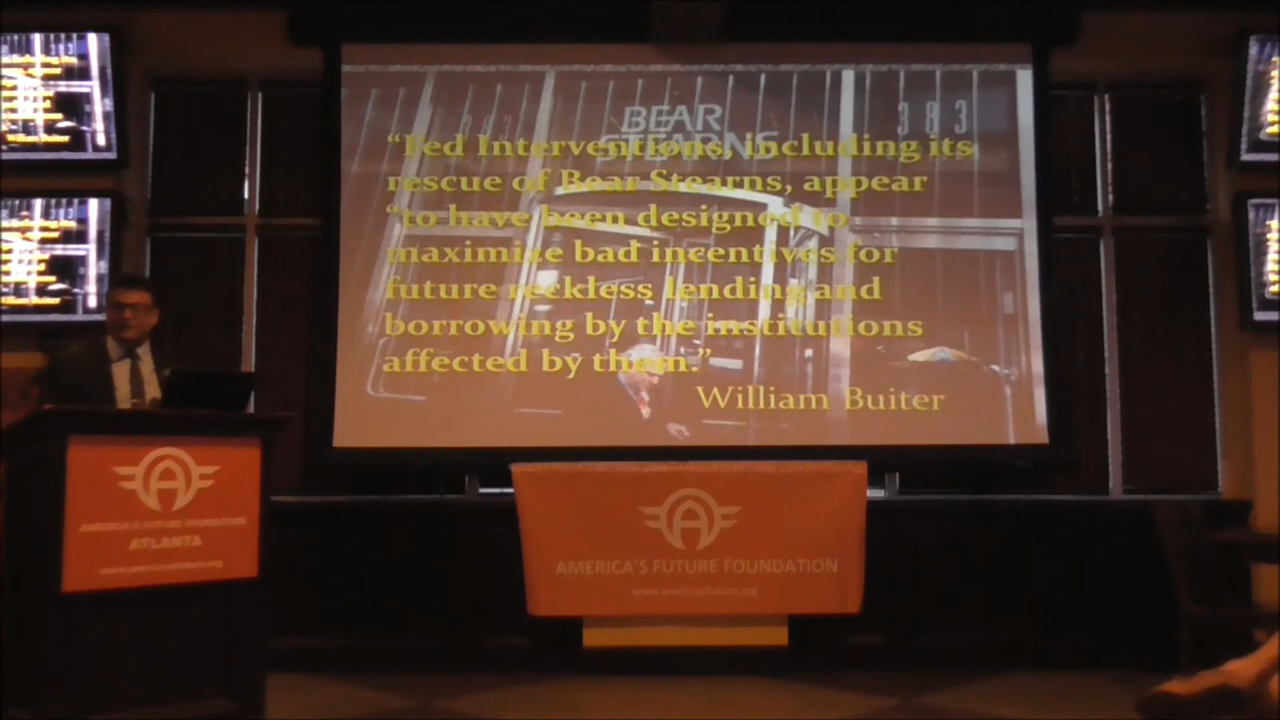 BEAR
STEARNS
383
“Fed Interventions, including its
rescue of Bear Stearns, appear
“to have been designed to
maximize bad incentives for
future reckless lending and
borrowing by the institutions
affected by them.”
William Buiter
AMERICA'S FUTURE FOUNDATION
ATLANTA
www.americasfuture.org
AMERICA'S FUTURE FOUNDATION
www.americasfuture.org